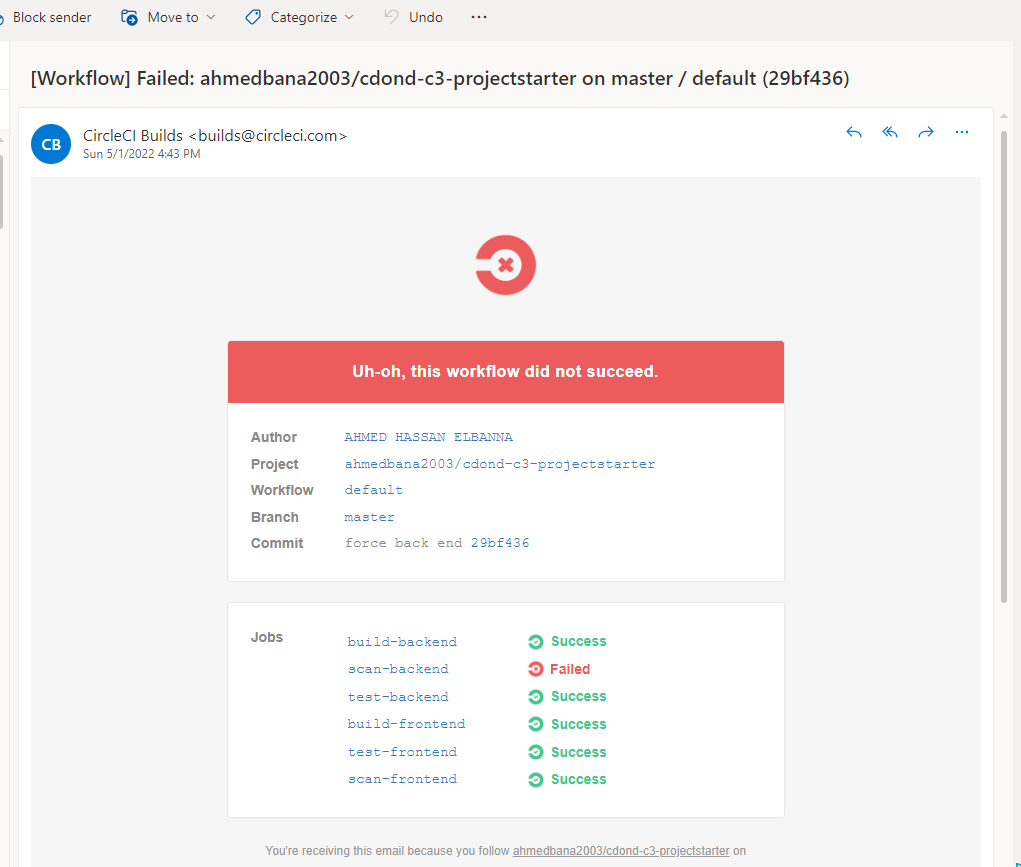 Block sender Move to Categorize Undo ...
[Workflow] Failed: ahmedbana2003/cdond-c3-projectstarter on master / default (29bf436)
CB
CircleCI Builds <builds@circleci.com>
Sun 5/1/2022 4:43 PM
Uh-oh, this workflow did not succeed.
Author AHMED HASSAN ELBANNA
Project ahmedbana2003/cdond-c3-projectstarter
Workflow default
Branch master
Commit force back end 29bf436
Jobs
build-backend Success
scan-backend Failed
test-backend Success
build-frontend Success
test-frontend Success
scan-frontend Success
You're receiving this email because you follow ahmedbana2003/cdond-c3-projectstarter on